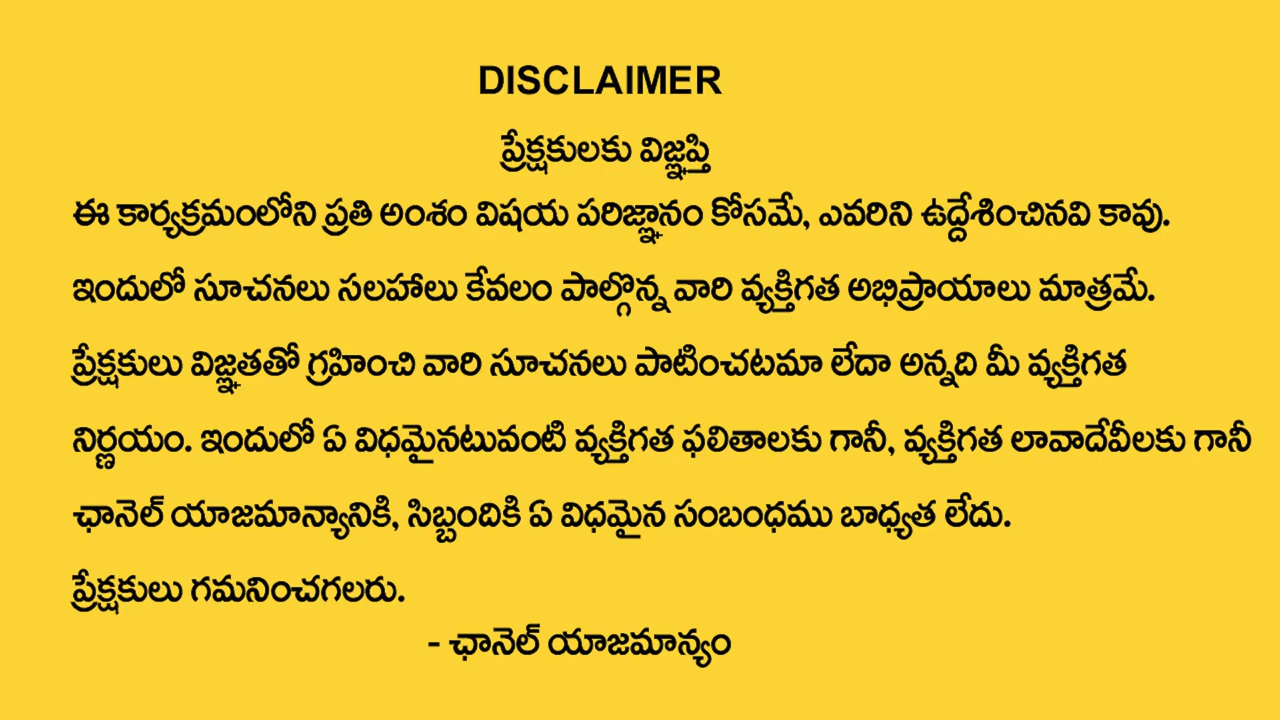 DISCLAIMER
ప్రేక్షకులకు విజ్ఞప్తి
ఈ కార్యక్రమంలోని ప్రతి అంశం విషయ పరిజ్ఞానం కోసమే, ఎవరిని ఉద్దేశించినవి కావు.
ఇందులో సూచనలు సలహాలు కేవలం పాల్గొన్న వారి వ్యక్తిగత అభిప్రాయాలు మాత్రమే.
ప్రేక్షకులు విజ్ఞతతో గ్రహించి వారి సూచనలు పాటించటమా లేదా అన్నది మీ వ్యక్తిగత
నిర్ణయం. ఇందులో ఏ విధమైనటువంటి వ్యక్తిగత ఫలితాలకు గానీ, వ్యక్తిగత లావాదేవీలకు గానీ
ఛానెల్ యాజమాన్యానికి, సిబ్బందికి ఏ విధమైన సంబంధము బాధ్యత లేదు.
ప్రేక్షకులు గమనించగలరు.
- ఛానెల్ యాజమాన్యం